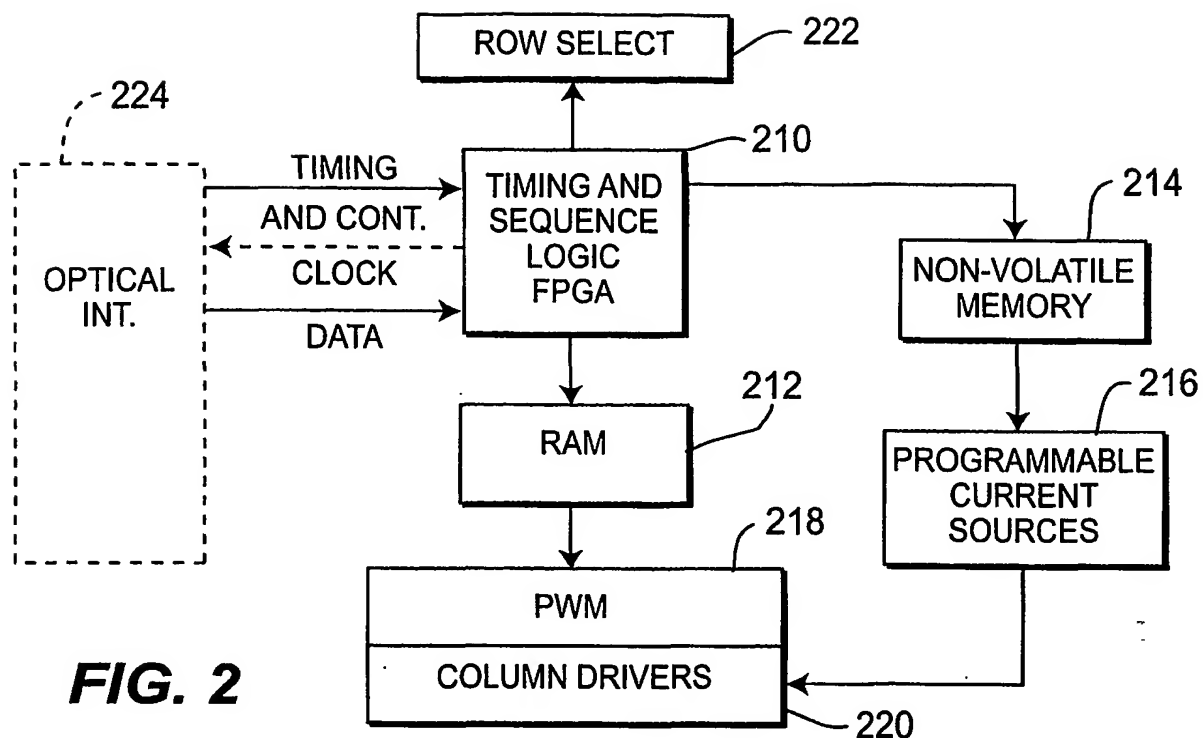 ROW SELECT
222
224
210
TIMING
AND CONT.
CLOCK
DATA
OPTICAL
INT.
TIMING AND
SEQUENCE
LOGIC
FPGA
214
NON-VOLATILE
MEMORY
212
RAM
216
PROGRAMMABLE
CURRENT
SOURCES
218
PWM
COLUMN DRIVERS
220
FIG. 2